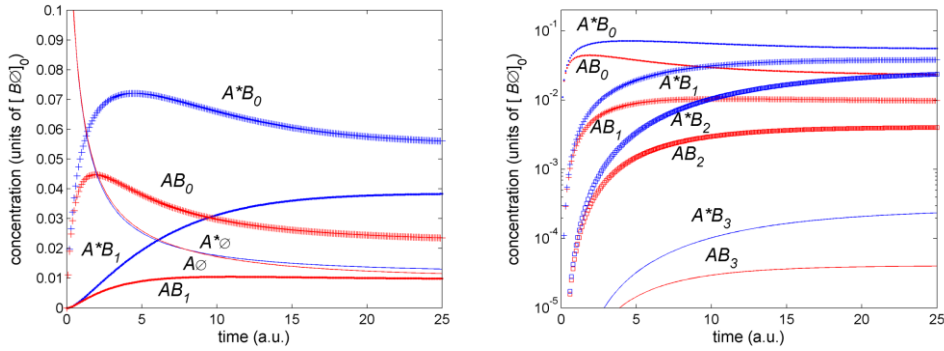 concentration (units of [ BØ]₀)
0.1
0.09
0.08
0.07
0.06
0.05
0.04
0.03
0.02
0.01
0
A*B₀
AB₀
A*B₁
A*∅
A∅
AB₁
0 5 10 15 20 25
time (a.u.)
concentration (units of [ BØ]₀)
10⁻¹
10⁻²
10⁻³
10⁻⁴
10⁻⁵
A*B₀
AB₀
A*B₁
AB₁
A*B₂
AB₂
A*B₃
AB₃
0 5 10 15 20 25
time (a.u.)